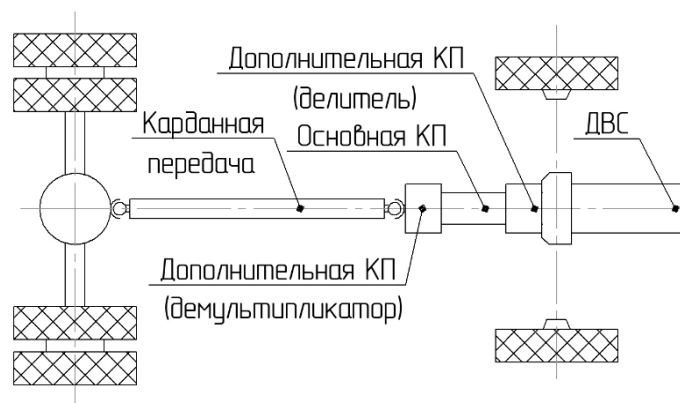 Дополнительная КП
(делитель)
Карданная
передача
Основная КП
ДВС
Дополнительная КП
(демультипликатор)